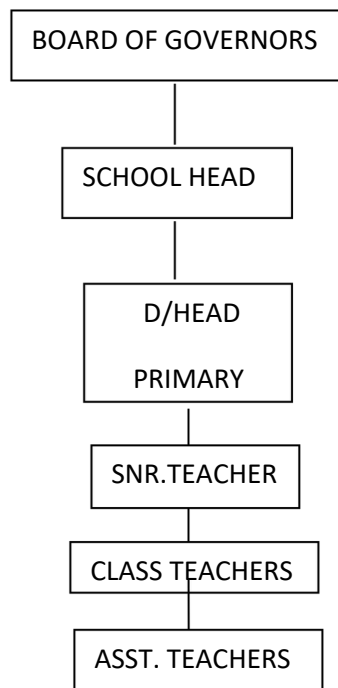 BOARD OF GOVERNORS
SCHOOL HEAD
D/HEAD
PRIMARY
SNR.TEACHER
CLASS TEACHERS
ASST. TEACHERS